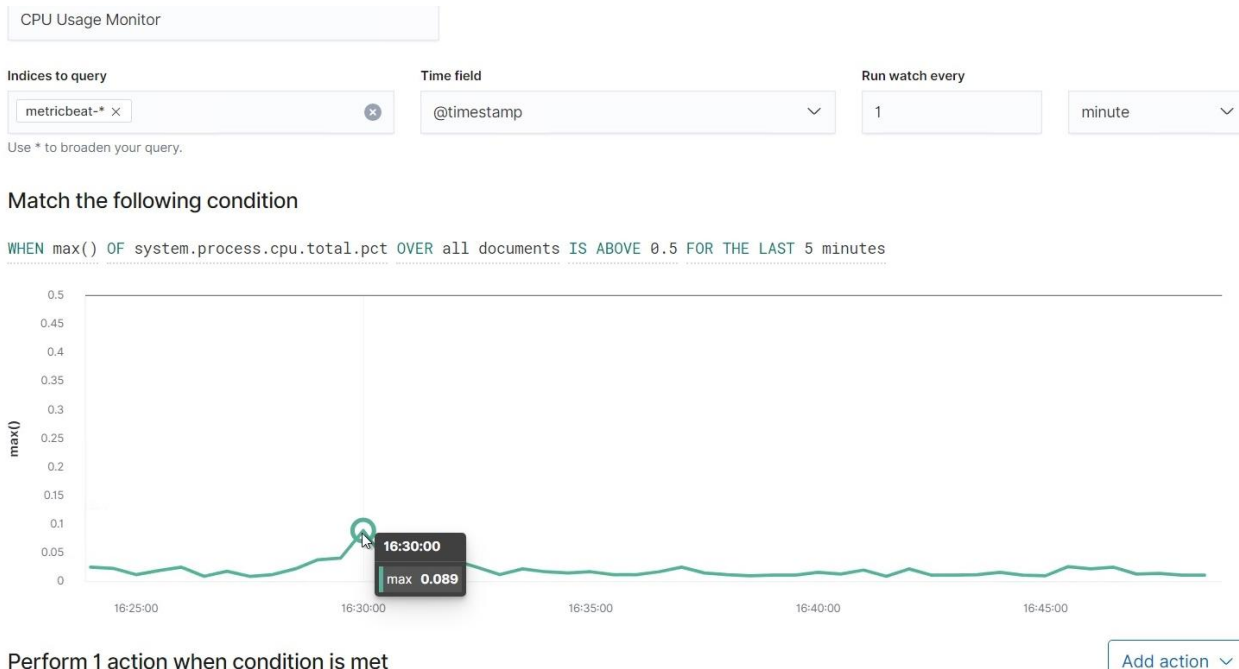 CPU Usage Monitor
Indices to query
Time field
Run watch every
metricbeat-* ×
@timestamp
1
minute
Use * to broaden your query.
Match the following condition
WHEN max() OF system.process.cpu.total.pct OVER all documents IS ABOVE 0.5 FOR THE LAST 5 minutes
0.5
0.45
0.4
0.35
0.3
0.25
0.2
0.15
0.1
0.05
0
max()
16:30:00
max 0.089
16:25:00
16:30:00
16:35:00
16:40:00
16:45:00
Perform 1 action when condition is met
Add action